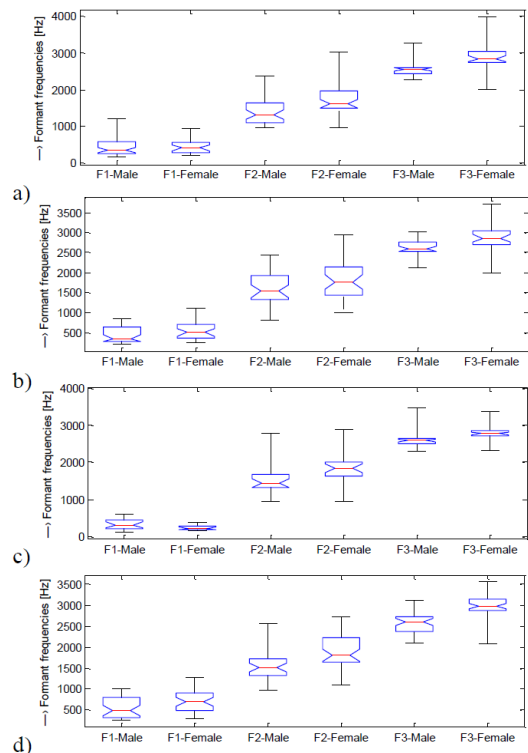 —› Formant frequencies [Hz]
4000
3000
2000
1000
0
F1-Male F1-Female F2-Male F2-Female F3-Male F3-Female
a)
—› Formant frequencies [Hz]
3500
3000
2500
2000
1500
1000
500
F1-Male F1-Female F2-Male F2-Female F3-Male F3-Female
b)
—› Formant frequencies [Hz]
4000
3000
2000
1000
0
F1-Male F1-Female F2-Male F2-Female F3-Male F3-Female
c)
—› Formant frequencies [Hz]
3500
3000
2500
2000
1500
1000
500
F1-Male F1-Female F2-Male F2-Female F3-Male F3-Female
d)